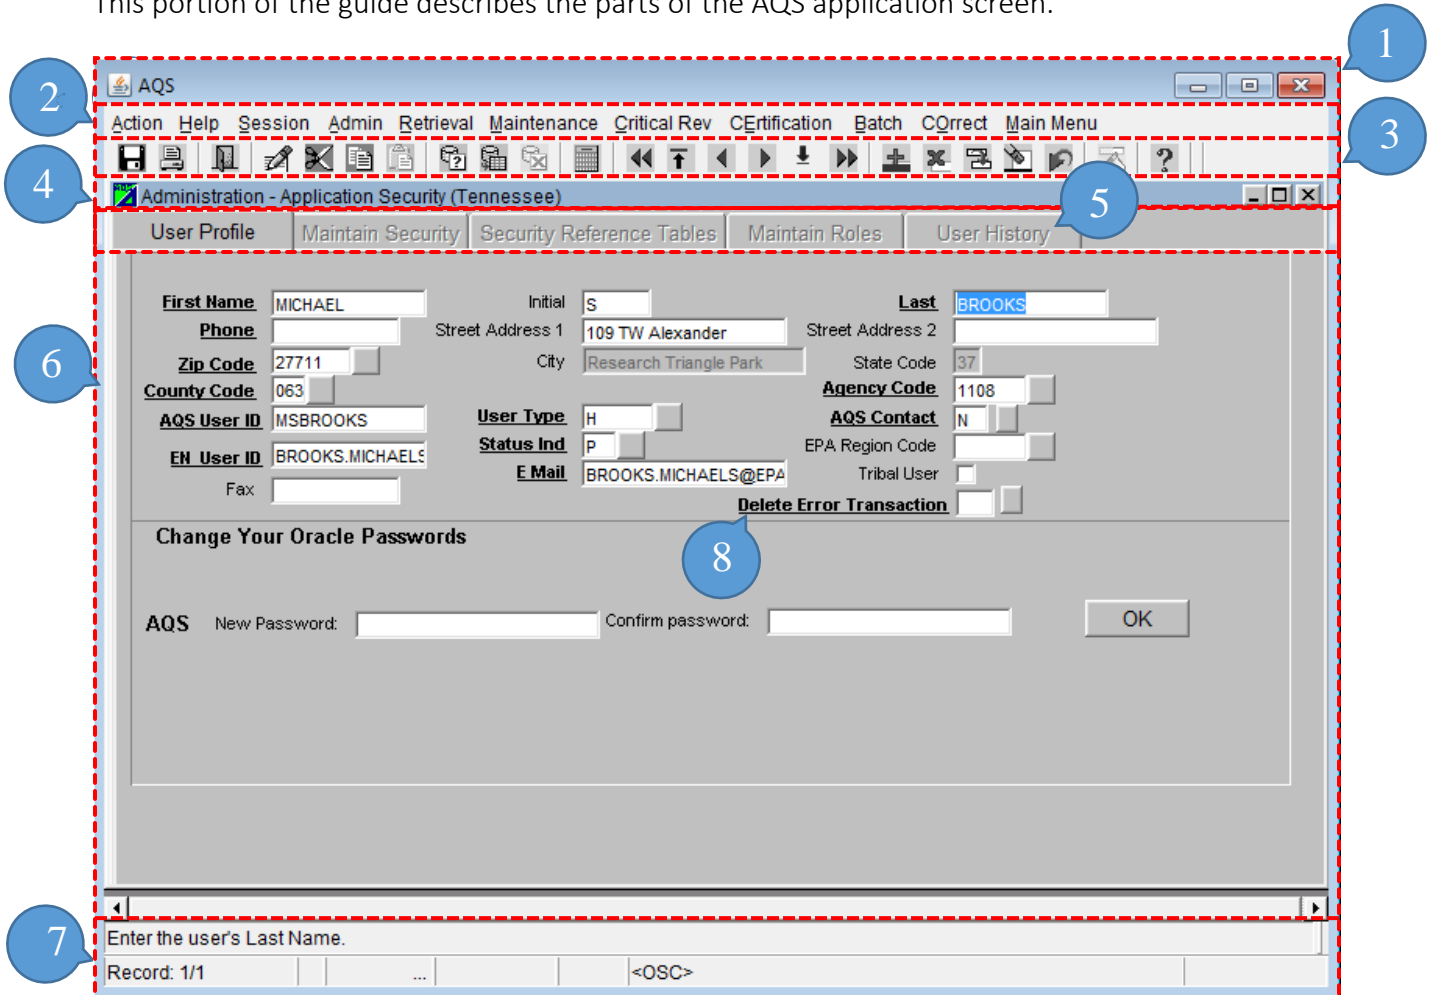 This portion of the guide describes the parts of the AQS application screen.
1
AQS
2
Action Help Session Admin Retrieval Maintenance Critical Rev CErtification Batch COrrect Main Menu
3
4
Administration - Application Security (Tennessee)
5
User Profile Maintain Security Security Reference Tables Maintain Roles User History
First Name MICHAEL Initial S Last BROOKS
Phone Street Address 1 109 TW Alexander Street Address 2
6
Zip Code 27711 City Research Triangle Park State Code 37
County Code 063 Agency Code 1108
AQS User ID MSBROOKS User Type H AQS Contact N
Status Ind P EPA Region Code
EN User ID BROOKS.MICHAELS E Mail BROOKS.MICHAELS@EPA Tribal User
Fax
Delete Error Transaction
Change Your Oracle Passwords
8
AQS New Password: Confirm password: OK
7
Enter the user's Last Name.
Record: 1/1 ... <OSC>